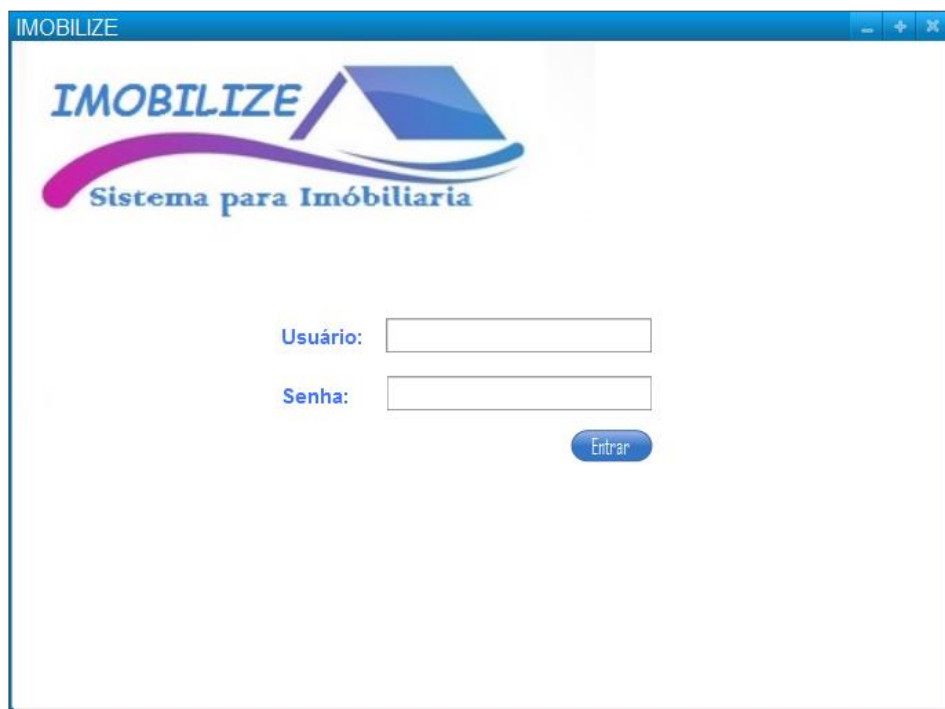 IMOBILIZE
IMOBILIZE
Sistema para Imóbiliaria
Usuário:
Senha:
Entrar